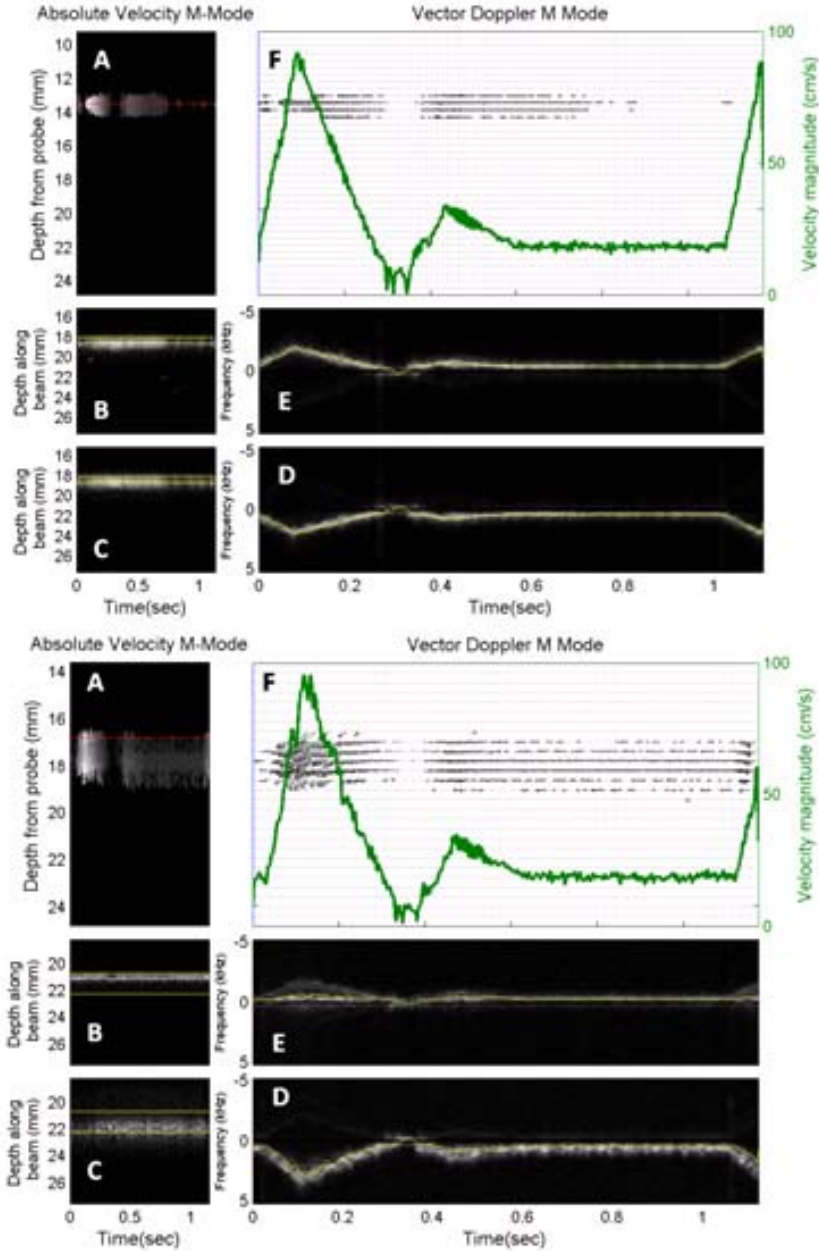 Absolute Velocity M-Mode
Vector Doppler M Mode
A
F
Depth from probe (mm)
10
12
14
16
18
20
22
24
100
50
0
Velocity magnitude (cm/s)
B
E
Depth along
beam (mm)
16
18
20
22
24
26
Frequency (kHz)
-5
0
5
C
D
Depth along
beam (mm)
16
18
20
22
24
26
Frequency (kHz)
-5
0
5
0
0.5
1
Time(sec)
0
0.2
0.4
0.6
0.8
1
Time(sec)
Absolute Velocity M-Mode
Vector Doppler M Mode
A
F
Depth from probe (mm)
14
16
18
20
22
24
100
50
0
Velocity magnitude (cm/s)
B
E
Depth along
beam (mm)
20
22
24
26
Frequency (kHz)
-5
0
5
C
D
Depth along
beam (mm)
20
22
24
26
Frequency (kHz)
-5
0
5
0
0.5
1
Time(sec)
0
0.2
0.4
0.6
0.8
1
Time(sec)